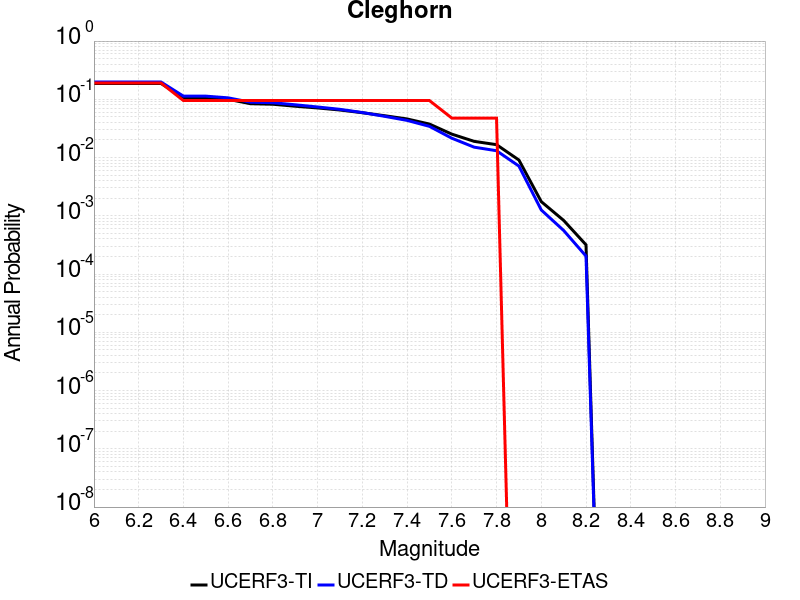 Cleghorn
10^0
10^-1
10^-2
10^-3
10^-4
10^-5
10^-6
10^-7
10^-8
Annual Probability
6 6.2 6.4 6.6 6.8 7 7.2 7.4 7.6 7.8 8 8.2 8.4 8.6 8.8 9
Magnitude
UCERF3-TI UCERF3-TD UCERF3-ETAS